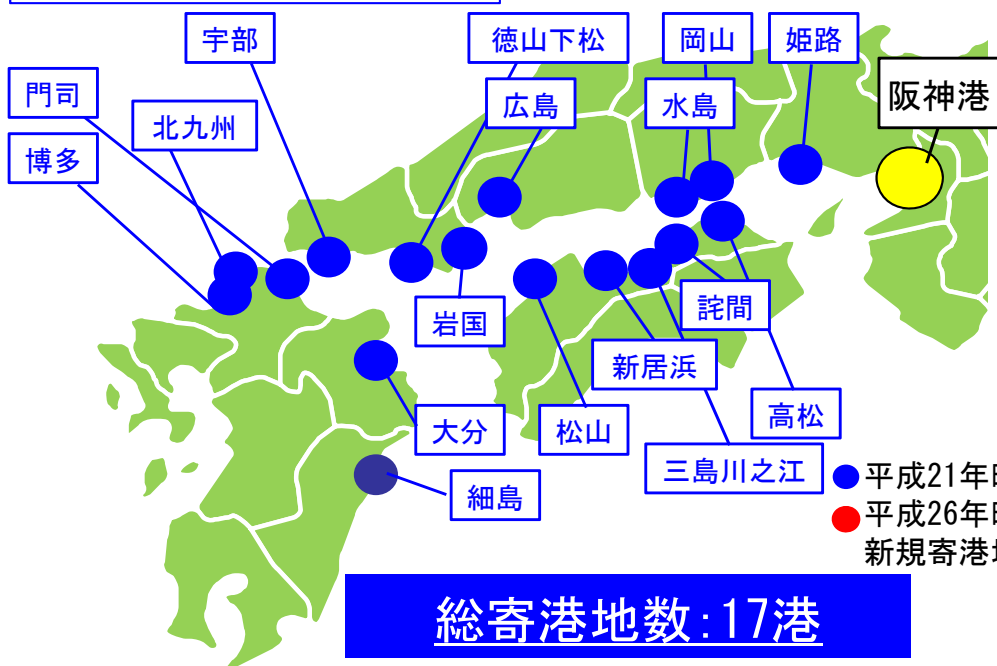 宇部
徳山下松
岡山
姫路
門司
広島
水島
阪神港
北九州
博多
岩国
詫間
新居浜
高松
大分
松山
三島川之江
細島
平成21年
平成26年
新規寄港
総寄港地数:17港